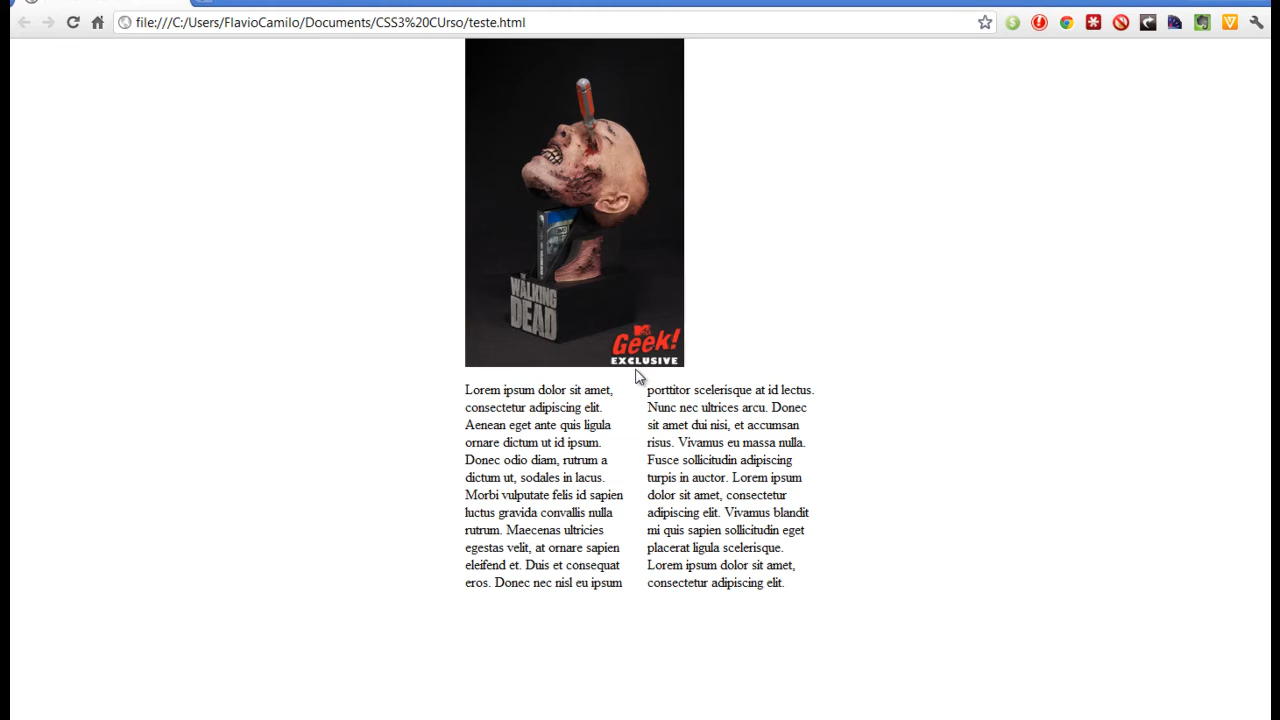 file:///C:/Users/FlavioCamilo/Documents/CSS3%20CUrso/teste.html
THE
WALKING
DEAD
Geek!
EXCLUSIVE
Lorem ipsum dolor sit amet,
consectetur adipiscing elit.
Aenean eget ante quis ligula
ornare dictum ut id ipsum.
Donec odio diam, rutrum a
dictum ut, sodales in lacus.
Morbi vulputate felis id sapien
luctus gravida convallis nulla
rutrum. Maecenas ultricies
egestas velit, at ornare sapien
eleifend et. Duis et consequat
eros. Donec nec nisl eu ipsum
porttitor scelerisque at id lectus.
Nunc nec ultrices arcu. Donec
sit amet dui nisi, et accumsan
risus. Vivamus eu massa nulla.
Fusce sollicitudin adipiscing
turpis in auctor. Lorem ipsum
dolor sit amet, consectetur
adipiscing elit. Vivamus blandit
mi quis sapien sollicitudin eget
placerat ligula scelerisque.
Lorem ipsum dolor sit amet,
consectetur adipiscing elit.